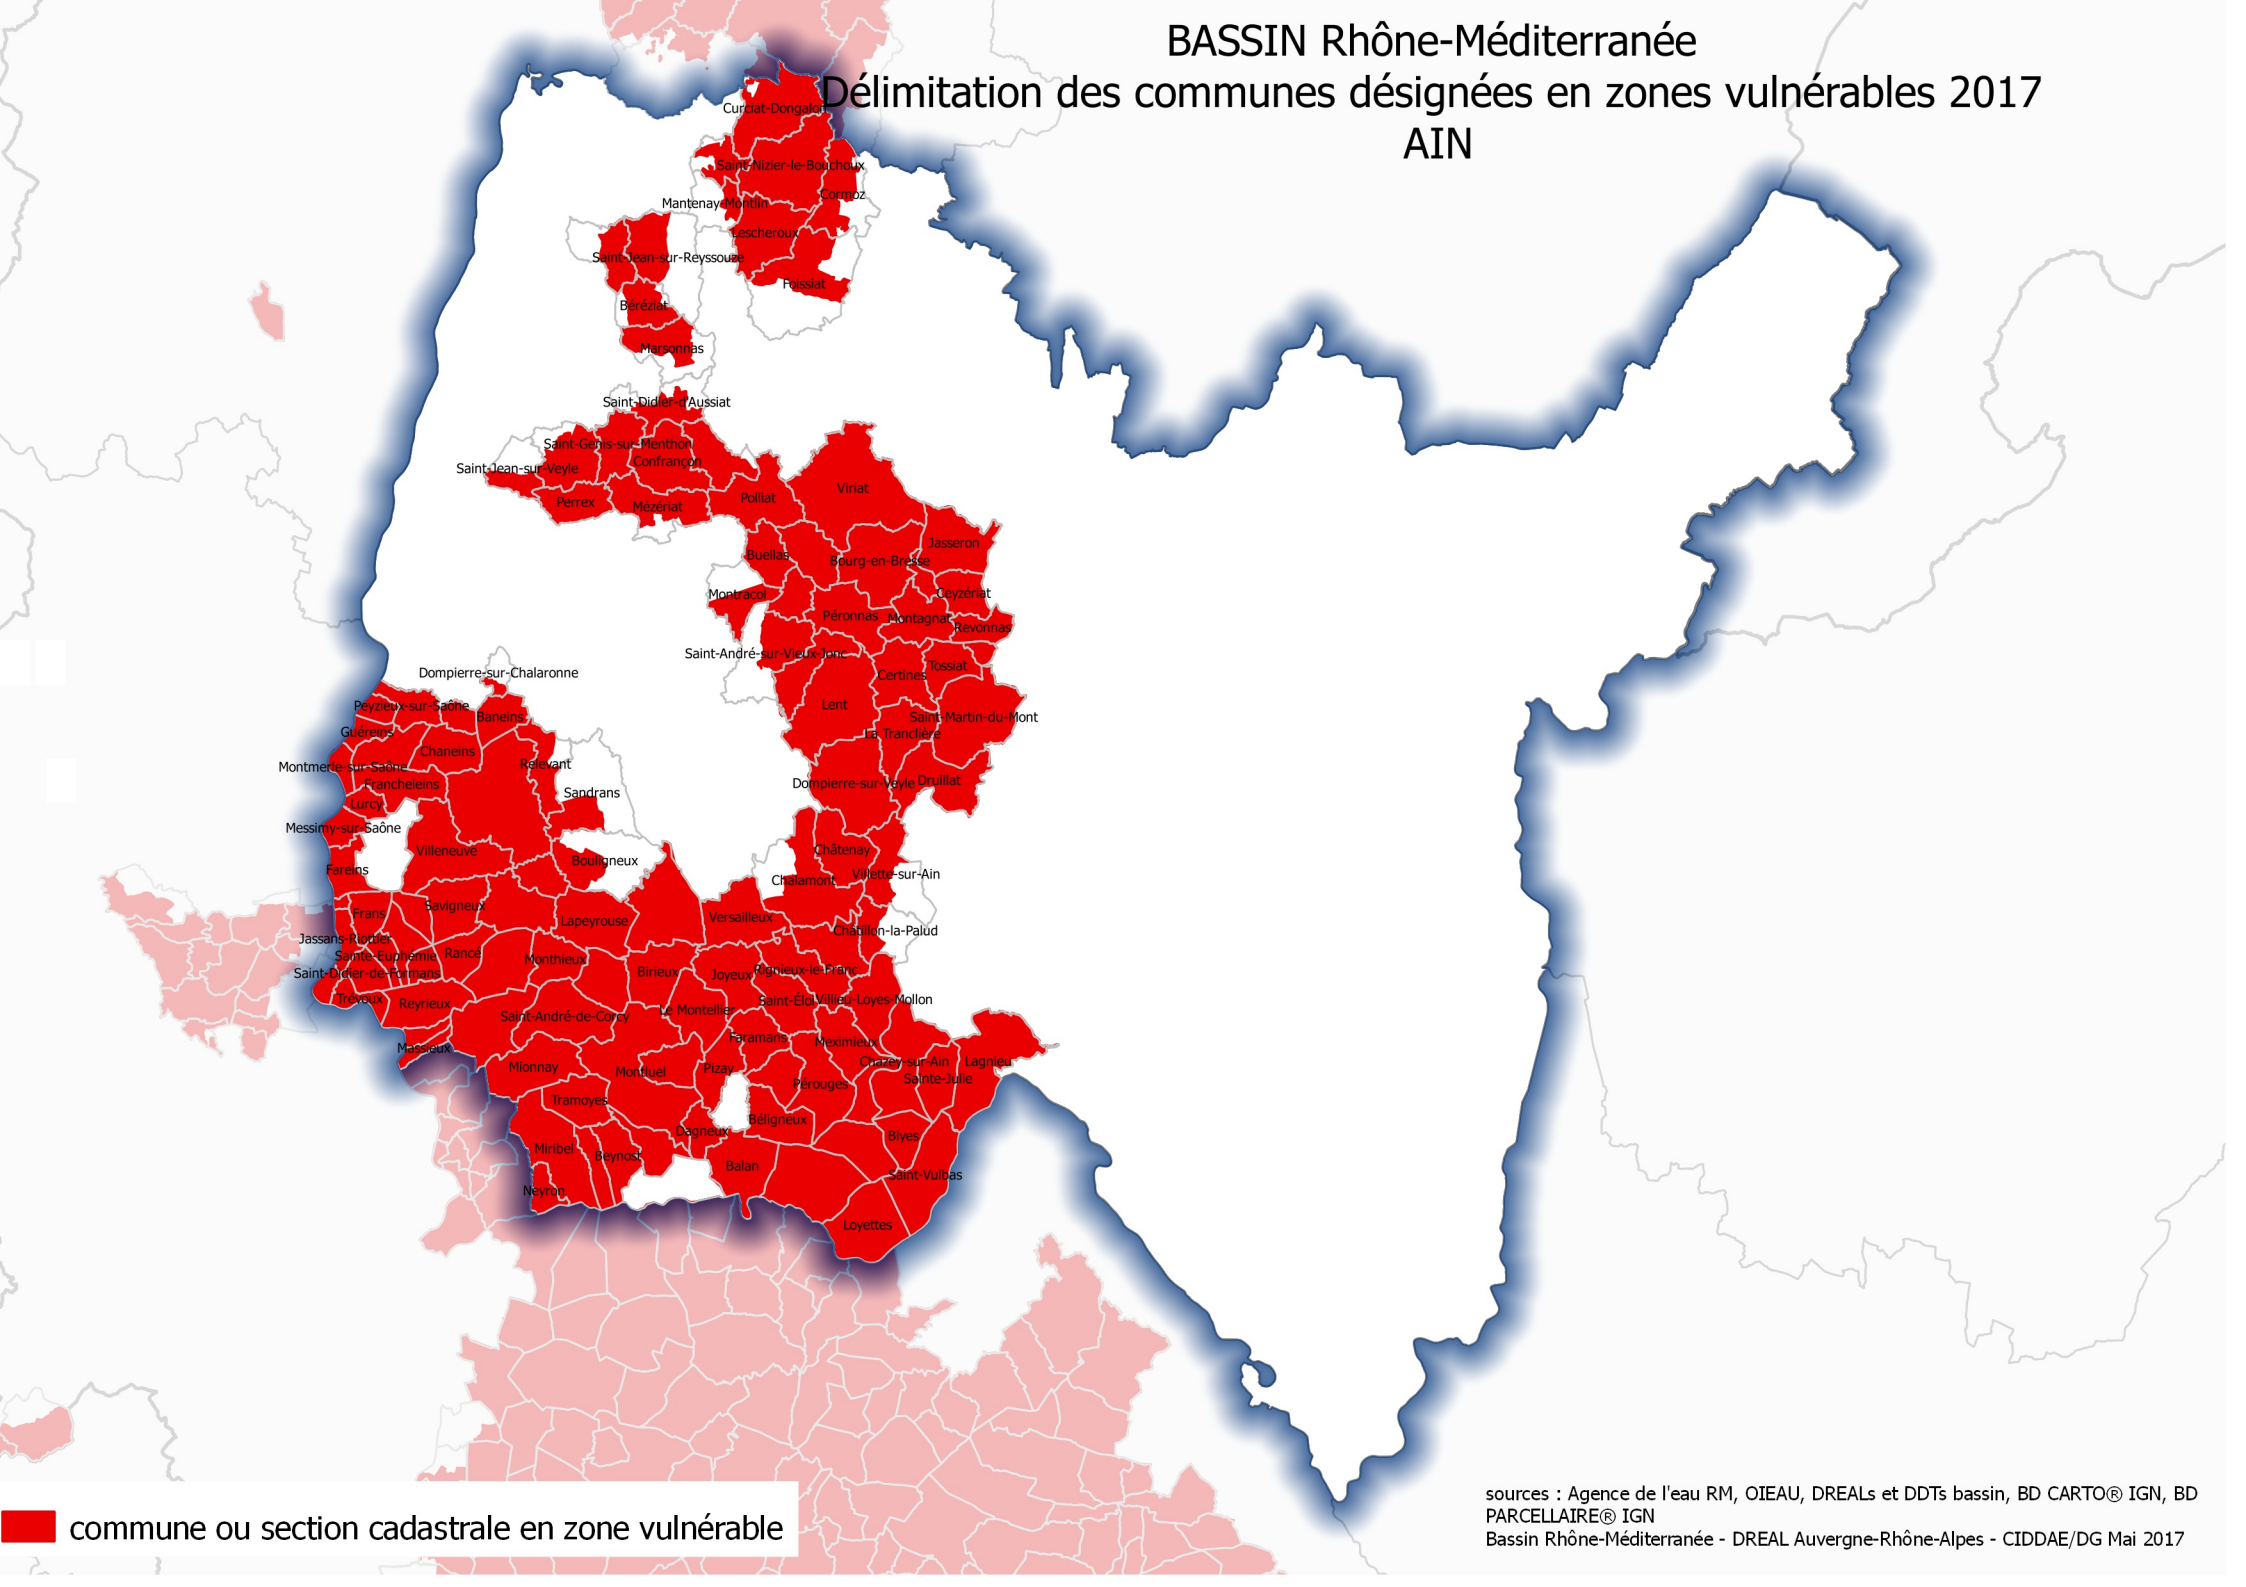 BASSIN Rhône-Méditerranée
Délimitation des communes désignées en zones vulnérables 2017
AIN
Curciat-Dongalon
Saint-Nizier-le-Bouchoux
Cormoz
Mantenay-Montlin
Lescheroux
Saint-Jean-sur-Reyssouze
Foissiat
Béréziat
Marsonnas
Saint-Didier-d'Aussiat
Saint-Genis-sur-Menthon
Confrançon
Saint-Jean-sur-Veyle
Viriat
Perrex
Mézériat
Polliat
Jasseron
Buellas
Bourg-en-Bresse
Montracol
Ceyzériat
Péronnas
Montagnat
Revonnas
Saint-André-sur-Vieux-Jonc
Tossiat
Dompierre-sur-Chalaronne
Certines
Peyzieux-sur-Saône
Baneins
Lent
Saint-Martin-du-Mont
Guéreins
La Tranclière
Chaneins
Montmerle-sur-Saône
Relevant
Francheleins
Dompierre-sur-Veyle
Druillat
Sandrans
Lurcy
Messimy-sur-Saône
Villeneuve
Châtenay
Bouligneux
Fareins
Chalamont
Villette-sur-Ain
Savigneux
Frans
Lapeyrouse
Versailleux
Châtillon-la-Palud
Jassans-Riottier
Sainte-Euphémie
Rancé
Monthieux
Saint-Didier-de-Formans
Birieux
Joyeux
Rignieux-le-Franc
Trévoux
Reyrieux
Saint-Éloi
Villieu-Loyes-Mollon
Saint-André-de-Corcy
Le Montellier
Faramans
Meximieux
Massieux
Mionnay
Montluel
Pizay
Chazey-sur-Ain
Lagnieu
Pérouges
Sainte-Julie
Tramoyes
Béligneux
Dagneux
Blyes
Miribel
Beynost
Balan
Saint-Vulbas
Neyron
Loyettes
commune ou section cadastrale en zone vulnérable
sources : Agence de l'eau RM, OIEAU, DREALs et DDTs bassin, BD CARTO® IGN, BD
PARCELLAIRE® IGN
Bassin Rhône-Méditerranée - DREAL Auvergne-Rhône-Alpes - CIDDAE/DG Mai 2017